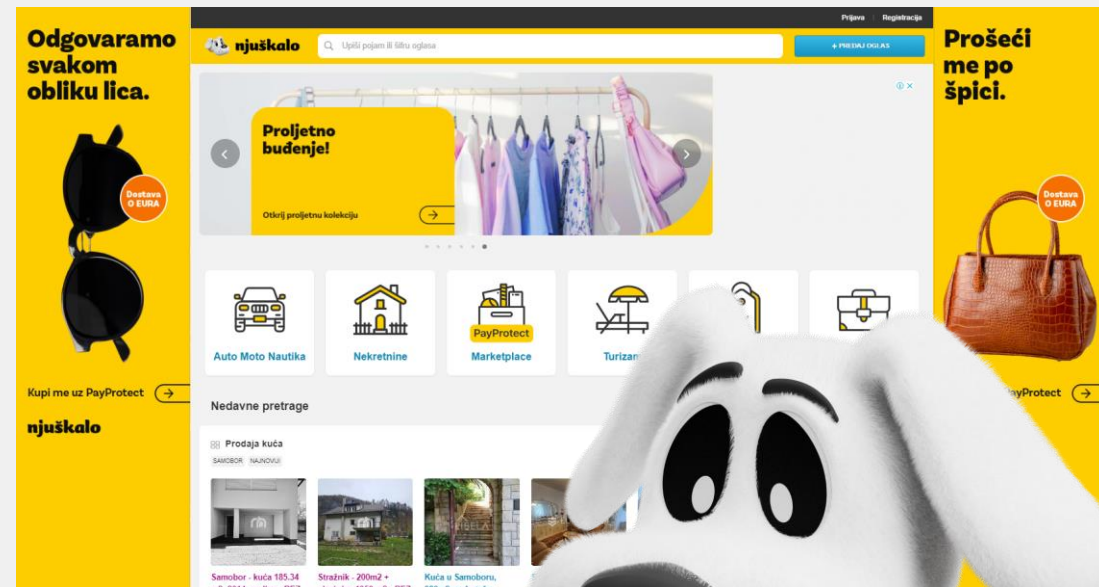 Odgovaramo
svakom
obliku lica.
Dostava
0 EURA
Kupi me uz PayProtect
njuškalo
Prijava
Registracija
njuškalo
Upiši pojam ili šifru oglasa
+ PREDAJ OGLAS
Proljetno
buđenje!
Otkrij proljetnu kolekciju
Auto Moto Nautika
Nekretnine
PayProtect
Marketplace
Turizam
Nedavne pretrage
Prodaja kuća
SAMOBOR NAJNOVIJI
Samobor - kuća 185.34
Stražnik - 200m2 +
Kuća u Samoboru,
Prošeći
me po
špici.
Dostava
0 EURA
ayProtect